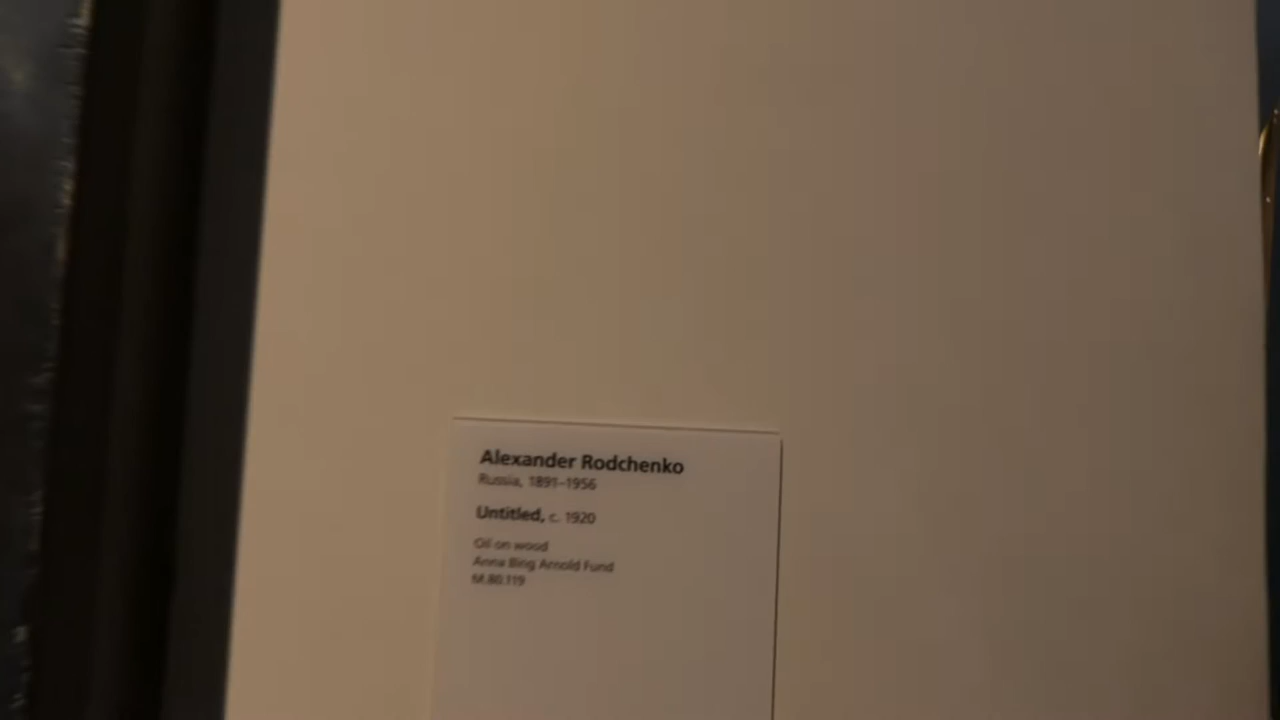 Alexander Rodchenko
Russia, 1891–1956
Untitled, c. 1920
Oil on wood
Anna Bing Arnold Fund
M.80.119